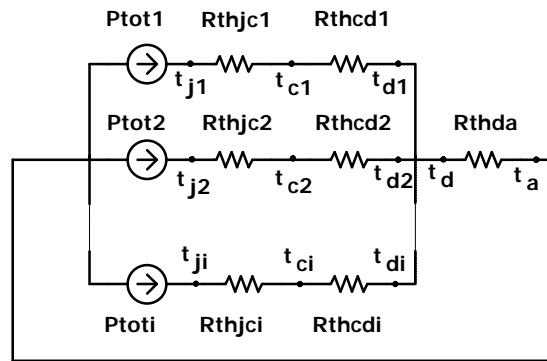 Ptot1 Rthjc1 Rthcd1
tj1 tc1 td1
Ptot2 Rthjc2 Rthcd2 Rthda
tj2 tc2 td2 td ta
tji tci tdi
Ptoti Rthjci Rthcdi